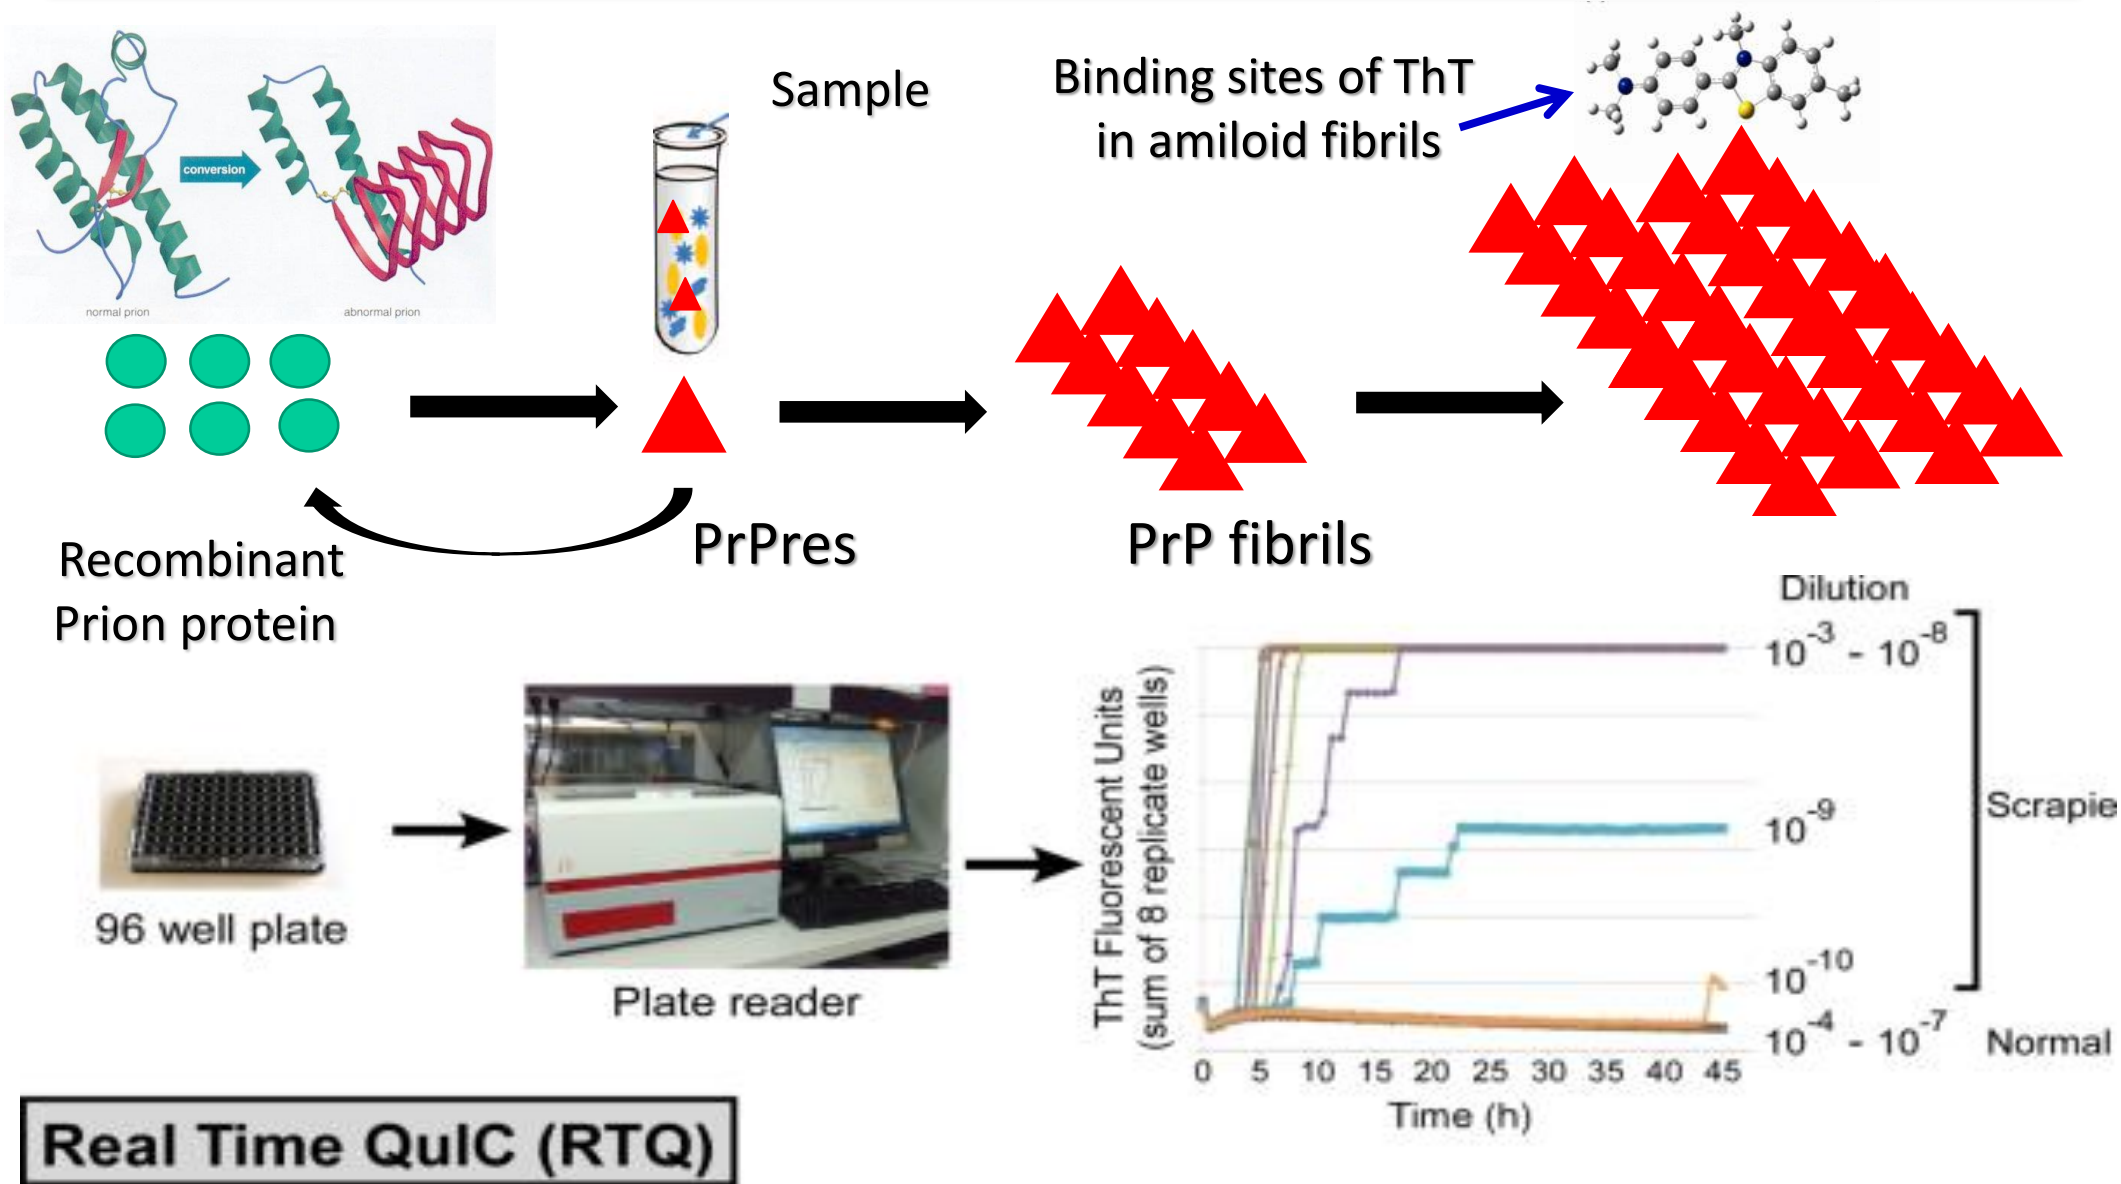 Sample
Binding sites of ThT
in amiloid fibrils
conversion
normal prion
abnormal prion
PrPres
PrP fibrils
Recombinant
Prion protein
96 well plate
Plate reader
ThT Fluorescent Units
(sum of 8 replicate wells)
Dilution
10-3 - 10-8
10-9
Scrapie
10-10
10-4 - 10-7
Normal
0 5 10 15 20 25 30 35 40 45
Time (h)
Real Time QuIC (RTQ)